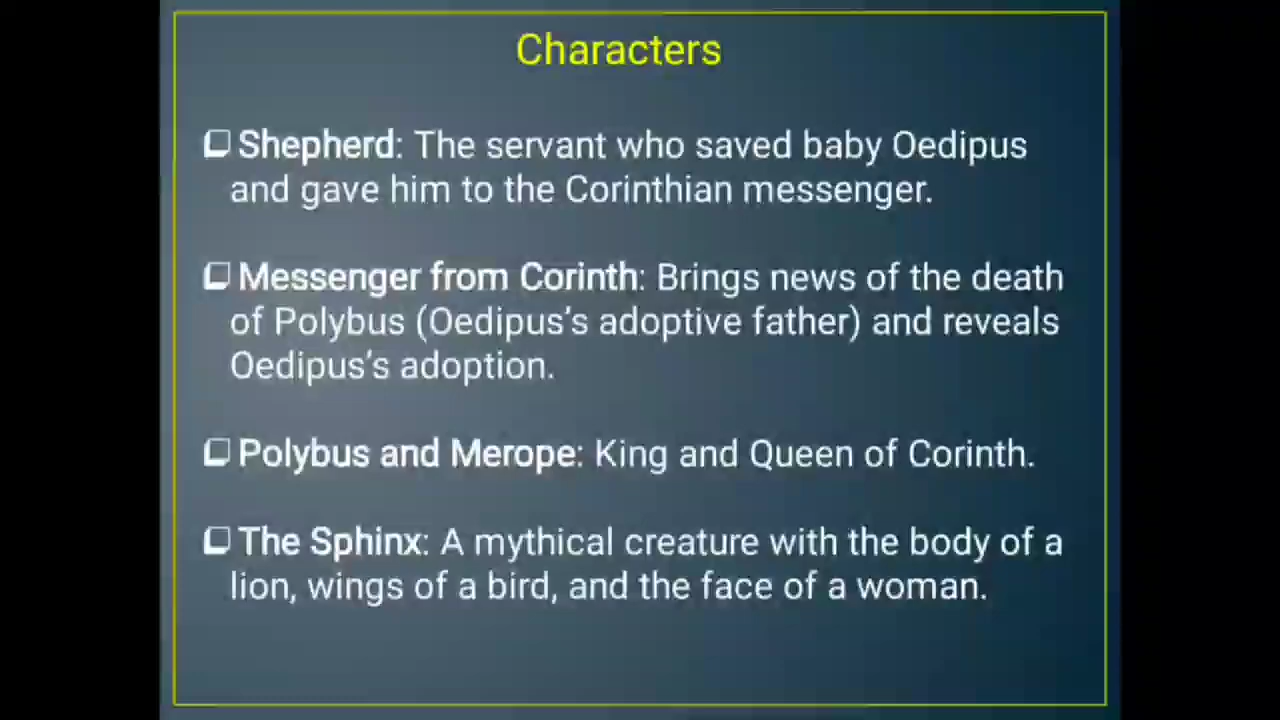 Characters
❑ Shepherd: The servant who saved baby Oedipus
and gave him to the Corinthian messenger.
❑ Messenger from Corinth: Brings news of the death
of Polybus (Oedipus’s adoptive father) and reveals
Oedipus’s adoption.
❑ Polybus and Merope: King and Queen of Corinth.
❑ The Sphinx: A mythical creature with the body of a
lion, wings of a bird, and the face of a woman.